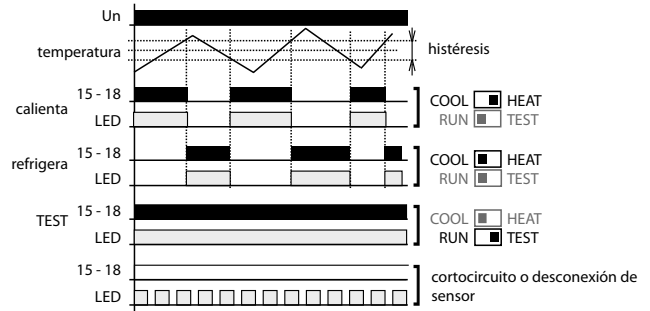 Un
temperatura
histéresis
15 - 18
calienta
LED
COOL HEAT
RUN TEST
15 - 18
refrigera
LED
COOL HEAT
RUN TEST
15 - 18
TEST
LED
COOL HEAT
RUN TEST
15 - 18
LED
cortocircuito o desconexión de
sensor